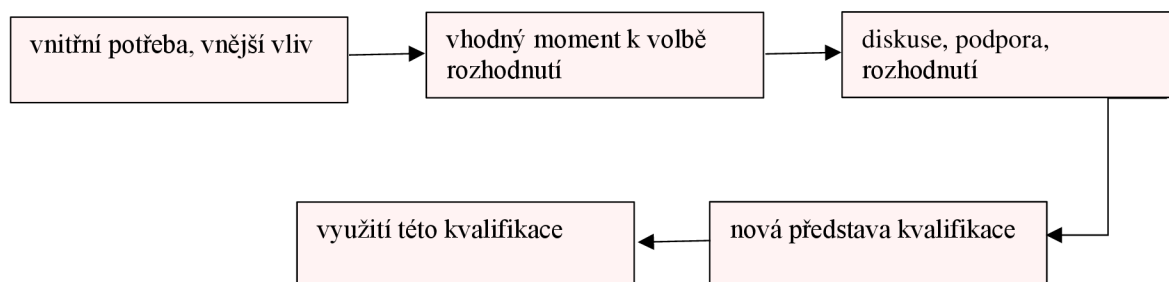 vnitřní potřeba, vnější vliv
vhodný moment k volbě
rozhodnutí
diskuse, podpora,
rozhodnutí
nová představa kvalifikace
využití této kvalifikace